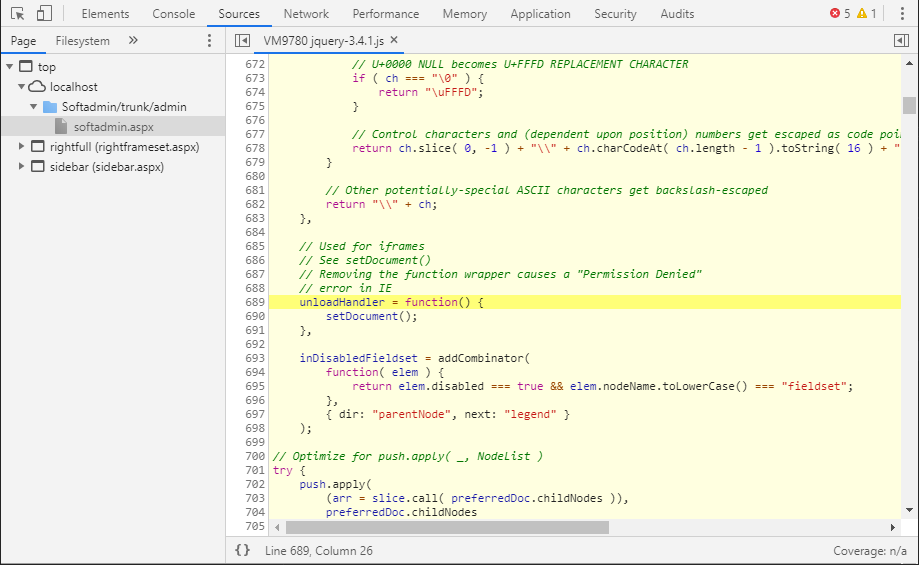 Elements Console Sources Network Performance Memory Application Security Audits 5 1
Page Filesystem » VM9780 jquery-3.4.1.js ×
top
localhost
Softadmin/trunk/admin
softadmin.aspx
rightfull (rightframeset.aspx)
sidebar (sidebar.aspx)
672 // U+0000 NULL becomes U+FFFD REPLACEMENT CHARACTER
673 if ( ch === "\0" ) {
674 return "\uFFFD";
675 }
676
677 // Control characters and (dependent upon position) numbers get escaped as code poi
678 return ch.slice( 0, -1 ) + "\\" + ch.charCodeAt( ch.length - 1 ).toString( 16 ) + "
679 }
680
681 // Other potentially-special ASCII characters get backslash-escaped
682 return "\\" + ch;
683 },
684
685 // Used for iframes
686 // See setDocument()
687 // Removing the function wrapper causes a "Permission Denied"
688 // error in IE
689 unloadHandler = function() {
690 setDocument();
691 },
692
693 inDisabledFieldset = addCombinator(
694 function( elem ) {
695 return elem.disabled === true && elem.nodeName.toLowerCase() === "fieldset";
696 },
697 { dir: "parentNode", next: "legend" }
698 );
699
700 // Optimize for push.apply( _, NodeList )
701 try {
702 push.apply(
703 (arr = slice.call( preferredDoc.childNodes )),
704 preferredDoc.childNodes
705
{} Line 689, Column 26 Coverage: n/a